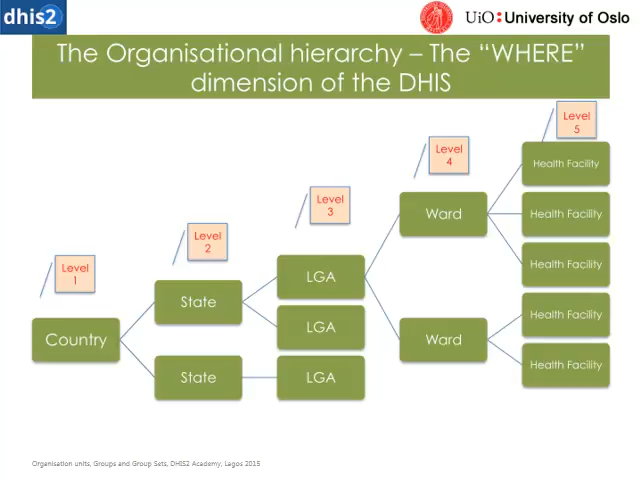 dhis2
UiO:University of Oslo
The Organisational hierarchy – The “WHERE”
dimension of the DHIS
Level
5
Level
4
Health Facility
Level
3
Ward
Health Facility
Level
2
Level
1
LGA
Health Facility
State
LGA
Health Facility
Country
Ward
State
LGA
Health Facility
Organisation units, Groups and Group Sets, DHIS2 Academy, Lagos 2015